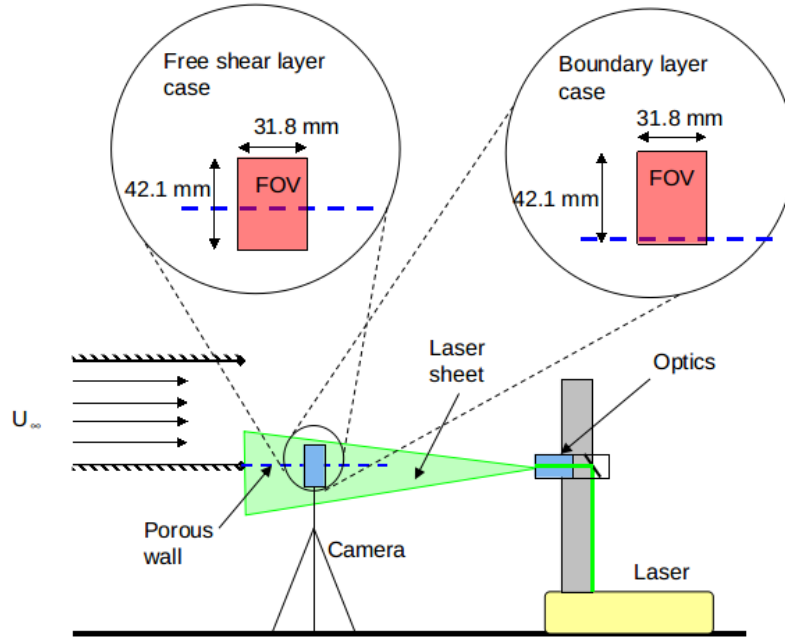 Free shear layer
case
31.8 mm
FOV
42.1 mm
Boundary layer
case
31.8 mm
FOV
42.1 mm
Laser
sheet
Optics
U∞
Porous
wall
Camera
Laser